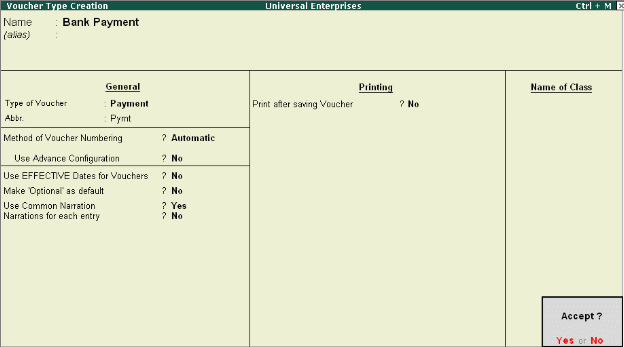 Voucher Type Creation Universal Enterprises Ctrl + M
Name : Bank Payment
(alias) :
General
Type of Voucher : Payment
Abbr. : Pymt
Method of Voucher Numbering ? Automatic
Use Advance Configuration ? No
Use EFFECTIVE Dates for Vouchers ? No
Make 'Optional' as default ? No
Use Common Narration ? Yes
Narrations for each entry ? No
Printing
Print after saving Voucher ? No
Name of Class
Accept ?
Yes or No